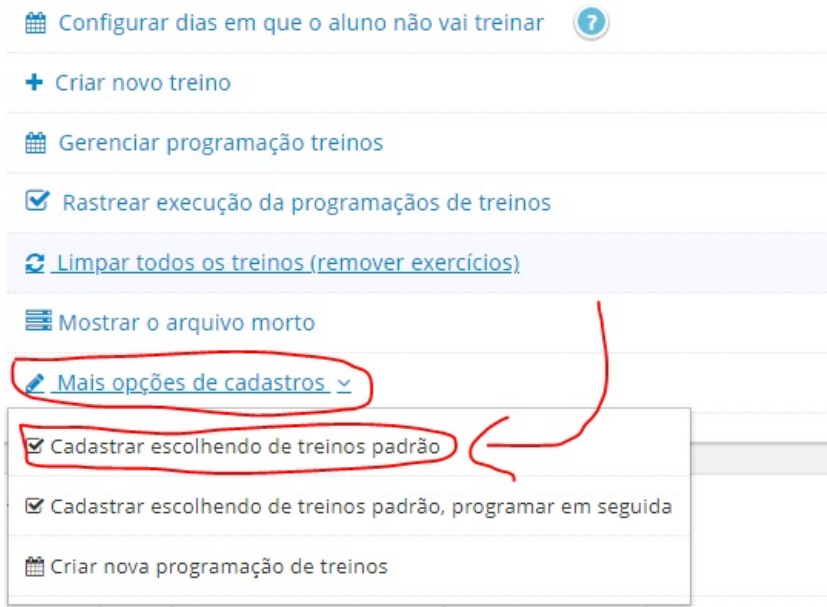 Configurar dias em que o aluno não vai treinar ?
Criar novo treino
Gerenciar programação treinos
Rastrear execução da programaçãos de treinos
Limpar todos os treinos (remover exercícios)
Mostrar o arquivo morto
Mais opções de cadastros
Cadastrar escolhendo de treinos padrão
Cadastrar escolhendo de treinos padrão, programar em seguida
Criar nova programação de treinos